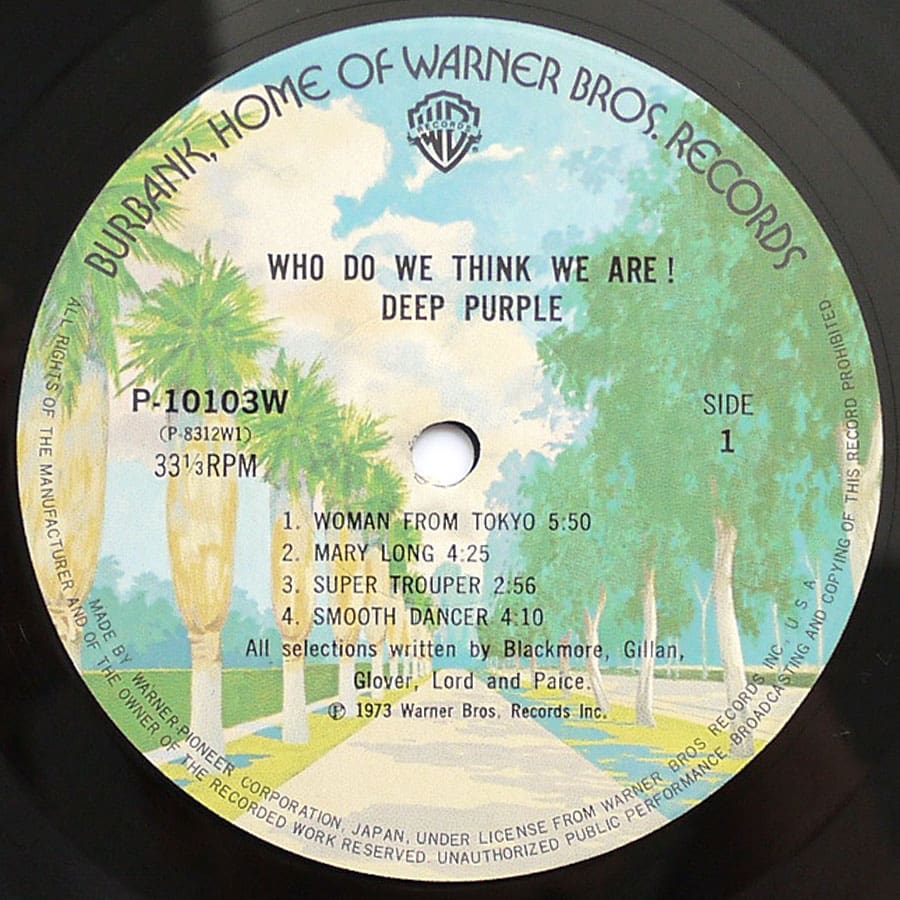 BURBANK, HOME OF WARNER BROS. RECORDS
RECORDS
WHO DO WE THINK WE ARE!
DEEP PURPLE
P-10103W
(P-8312W1)
33⅓RPM
SIDE
1
1. WOMAN FROM TOKYO 5:50
2. MARY LONG 4:25
3. SUPER TROUPER 2:56
4. SMOOTH DANCER 4:10
All selections written by Blackmore, Gillan,
Glover, Lord and Paice.
Ⓟ 1973 Warner Bros. Records Inc.
MADE BY WARNER-PIONEER CORPORATION, JAPAN, UNDER LICENSE FROM WARNER BROS RECORDS INC., U S A
ALL RIGHTS OF THE MANUFACTURER AND OF THE OWNER OF THE RECORDED WORK RESERVED. UNAUTHORIZED PUBLIC PERFORMANCE, BROADCASTING AND COPYING OF THIS RECORD PROHIBITED